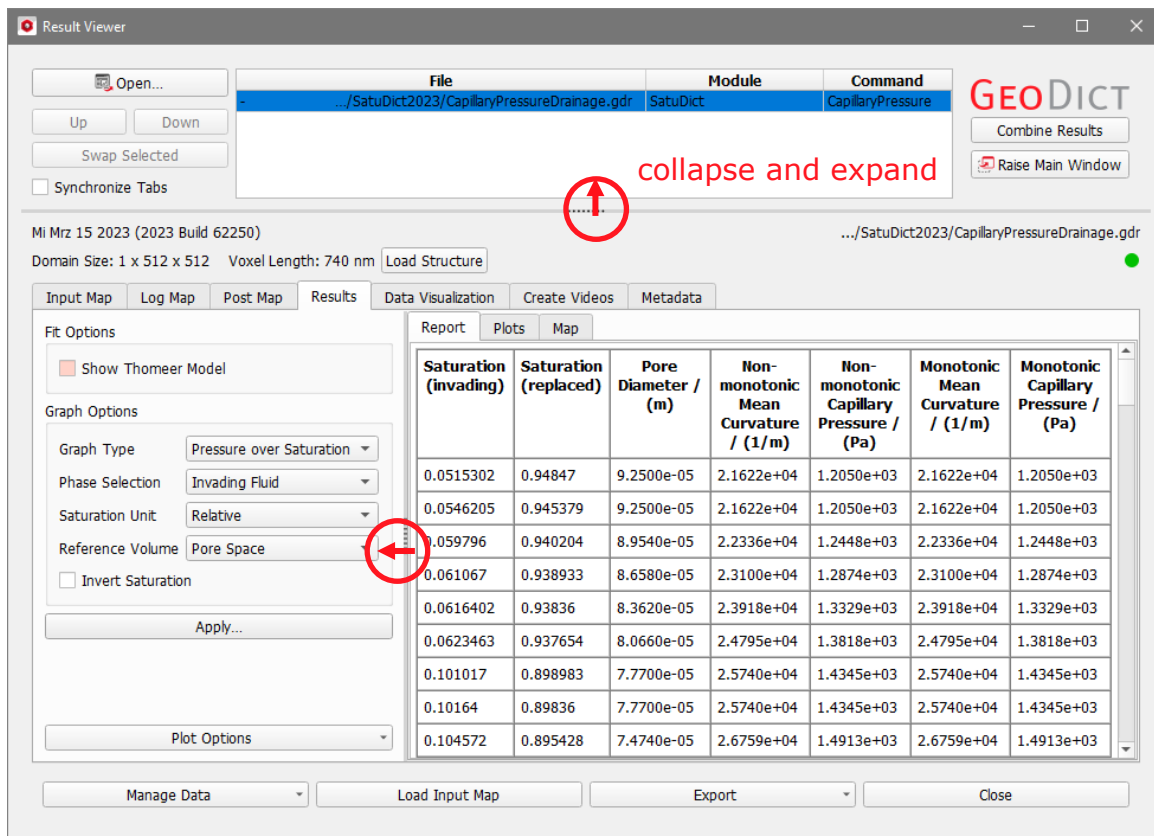 Result Viewer
Open...
File Module Command
- .../SatuDict2023/CapillaryPressureDrainage.gdr SatuDict CapillaryPressure
GEODICT
Up Down
Combine Results
Swap Selected
Raise Main Window
Synchronize Tabs
collapse and expand
Mi Mrz 15 2023 (2023 Build 62250)
.../SatuDict2023/CapillaryPressureDrainage.gdr
Domain Size: 1 x 512 x 512 Voxel Length: 740 nm Load Structure
Input Map Log Map Post Map Results Data Visualization Create Videos Metadata
Fit Options
Show Thomeer Model
Graph Options
Graph Type Pressure over Saturation
Phase Selection Invading Fluid
Saturation Unit Relative
Reference Volume Pore Space
Invert Saturation
Apply...
Plot Options
Report Plots Map
Saturation Saturation Pore Non- Non- Monotonic Monotonic
(invading) (replaced) Diameter / monotonic monotonic Mean Capillary
(m) Mean Capillary Curvature Pressure /
Curvature Pressure / / (1/m) (Pa)
/ (1/m) (Pa)
0.0515302 0.94847 9.2500e-05 2.1622e+04 1.2050e+03 2.1622e+04 1.2050e+03
0.0546205 0.945379 9.2500e-05 2.1622e+04 1.2050e+03 2.1622e+04 1.2050e+03
0.059796 0.940204 8.9540e-05 2.2336e+04 1.2448e+03 2.2336e+04 1.2448e+03
0.061067 0.938933 8.6580e-05 2.3100e+04 1.2874e+03 2.3100e+04 1.2874e+03
0.0616402 0.93836 8.3620e-05 2.3918e+04 1.3329e+03 2.3918e+04 1.3329e+03
0.0623463 0.937654 8.0660e-05 2.4795e+04 1.3818e+03 2.4795e+04 1.3818e+03
0.101017 0.898983 7.7700e-05 2.5740e+04 1.4345e+03 2.5740e+04 1.4345e+03
0.10164 0.89836 7.7700e-05 2.5740e+04 1.4345e+03 2.5740e+04 1.4345e+03
0.104572 0.895428 7.4740e-05 2.6759e+04 1.4913e+03 2.6759e+04 1.4913e+03
Manage Data Load Input Map Export Close